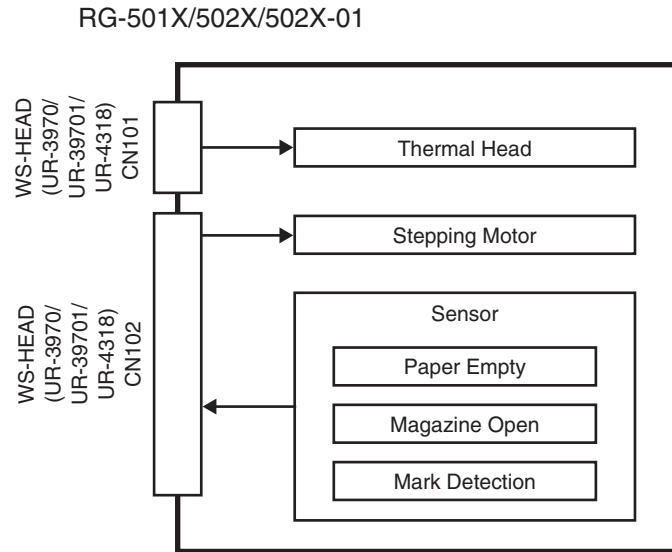 RG-501X/502X/502X-01
WS-HEAD
(UR-3970/
UR-39701/
UR-4318)
CN101
Thermal Head
Stepping Motor
WS-HEAD
(UR-3970/
UR-39701/
UR-4318)
CN102
Sensor
Paper Empty
Magazine Open
Mark Detection